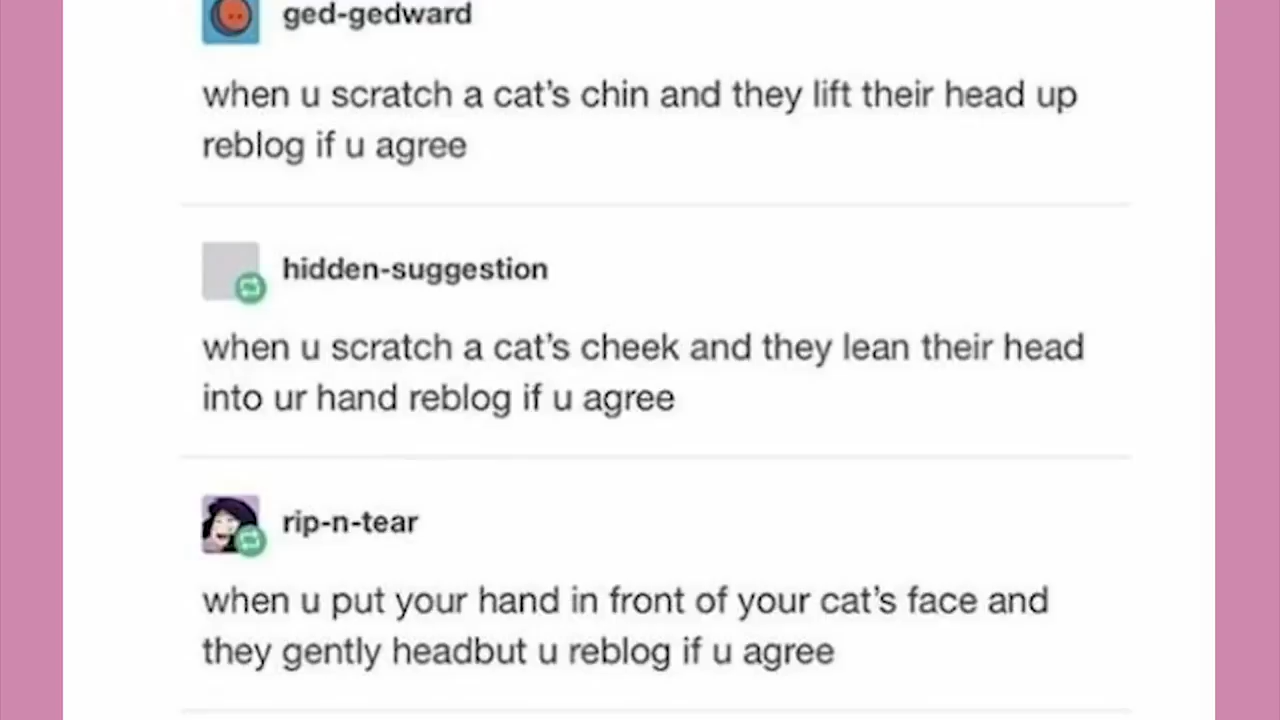 ged-gedward
when u scratch a cat's chin and they lift their head up
reblog if u agree
hidden-suggestion
when u scratch a cat's cheek and they lean their head
into ur hand reblog if u agree
rip-n-tear
when u put your hand in front of your cat's face and
they gently headbut u reblog if u agree